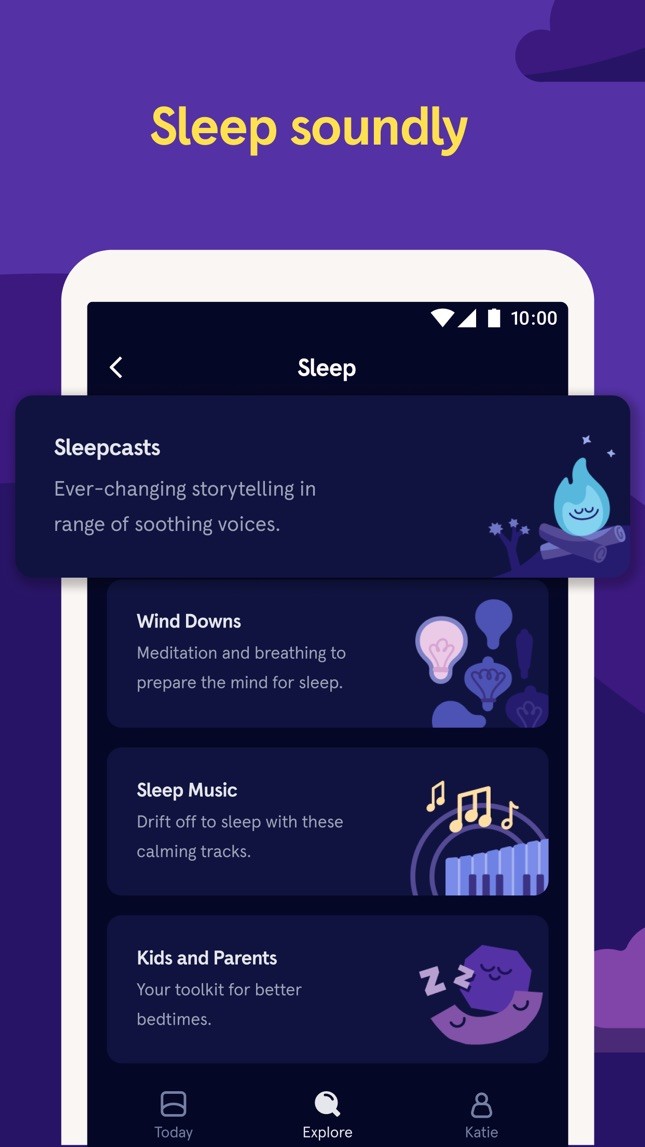 Sleep soundly
10:00
Sleep
Sleepcasts
Ever-changing storytelling in
range of soothing voices.
Wind Downs
Meditation and breathing to
prepare the mind for sleep.
Sleep Music
Drift off to sleep with these
calming tracks.
Kids and Parents
Your toolkit for better
bedtimes.
Z Z
Today
Explore
Katie